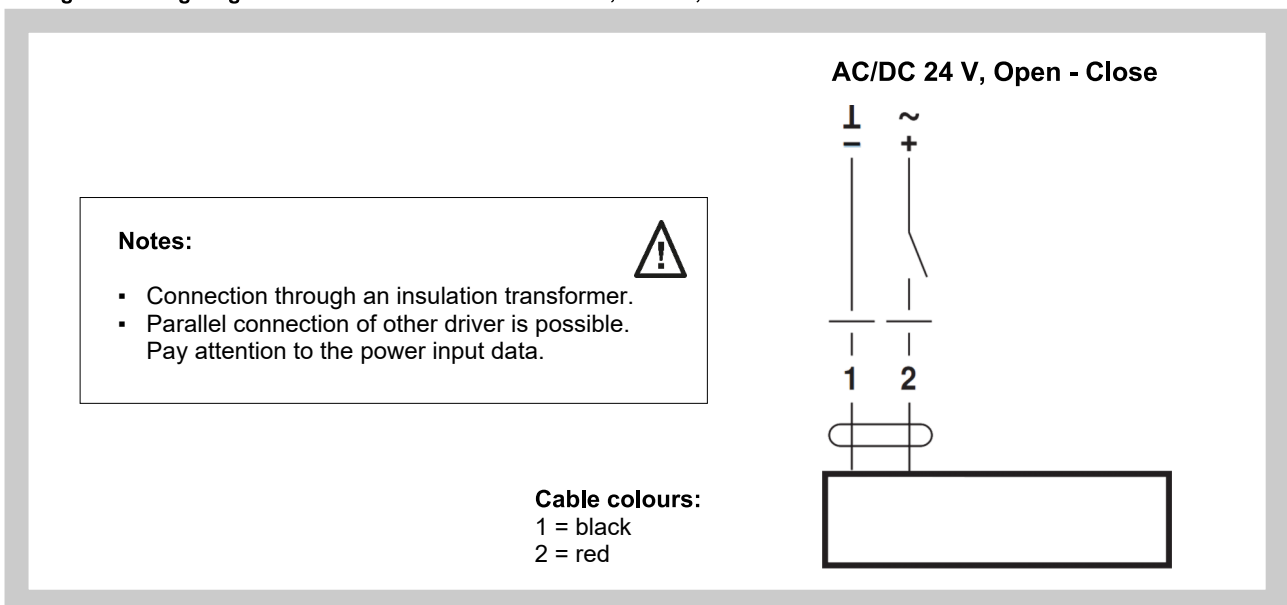 AC/DC 24 V, Open - Close
⊥ ~
− +
Notes:
▪ Connection through an insulation transformer.
▪ Parallel connection of other driver is possible.
Pay attention to the power input data.
1 2
Cable colours:
1 = black
2 = red